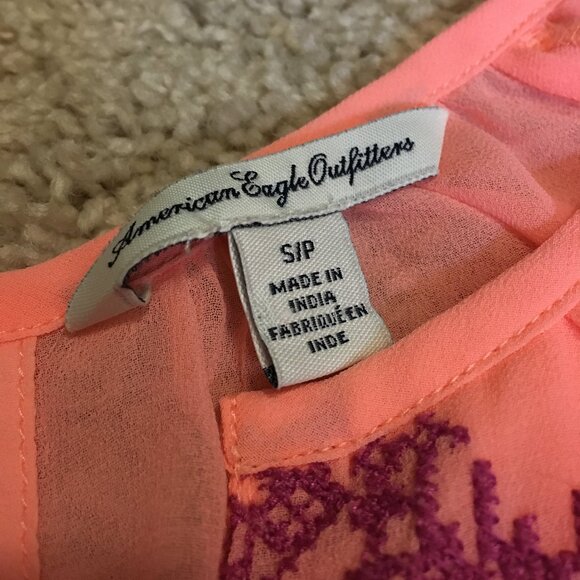 American Eagle Outfitters
S/P
MADE IN
INDIA
FABRIQUÉ EN
INDE